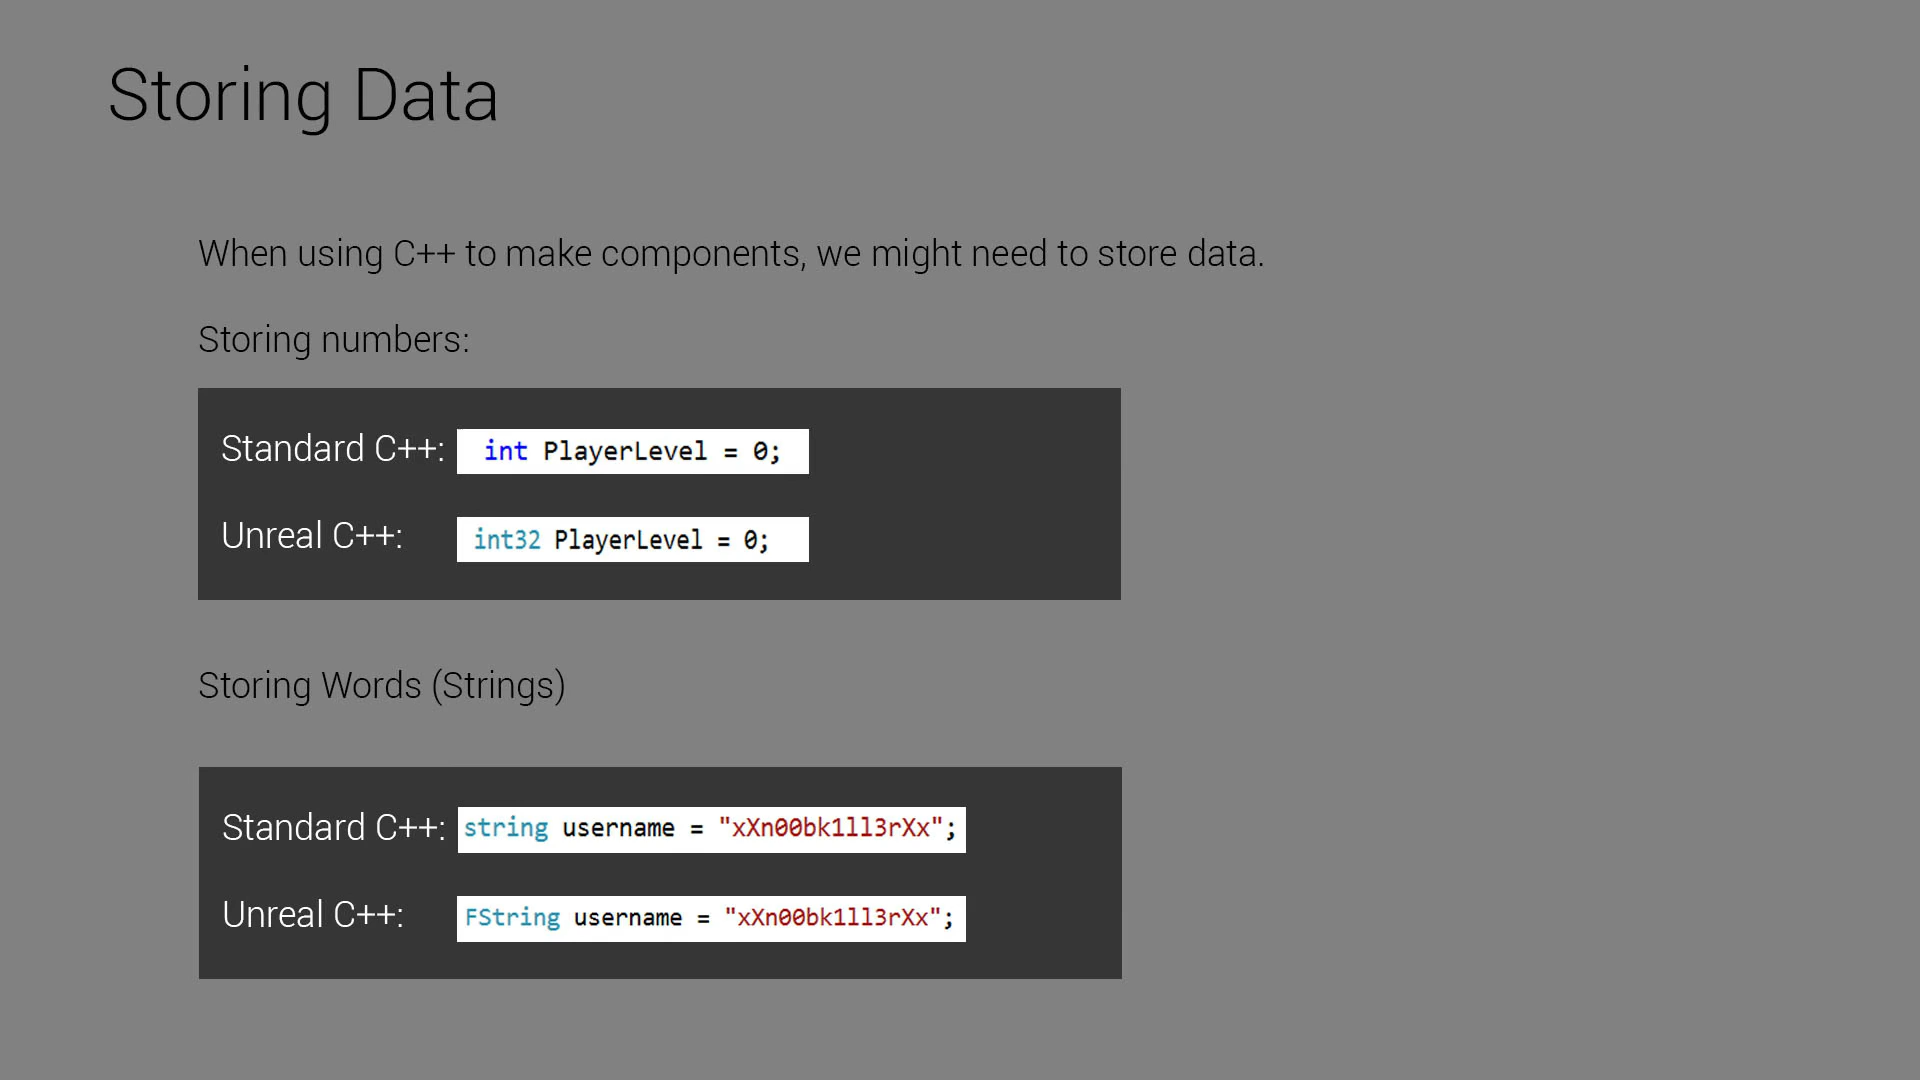 Storing Data
When using C++ to make components, we might need to store data.
Storing numbers:
Standard C++: int PlayerLevel = 0;
Unreal C++: int32 PlayerLevel = 0;
Storing Words (Strings)
Standard C++: string username = "xXn00bk1ll3rXx";
Unreal C++: FString username = "xXn00bk1ll3rXx";